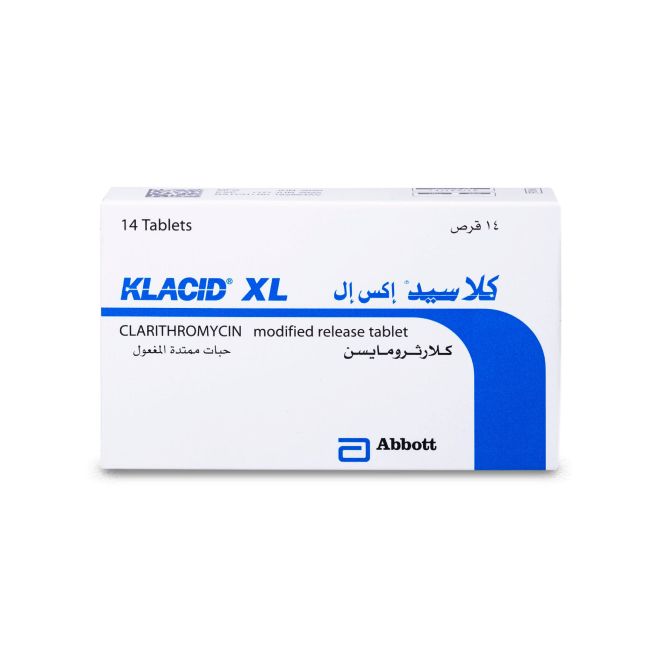 14 Tablets ١٤ قرص
KLACID® XL كلاسيد® إكس إل
CLARITHROMYCIN modified release tablet
حبات ممتدة المفعول كلارثرومايسن
Abbott